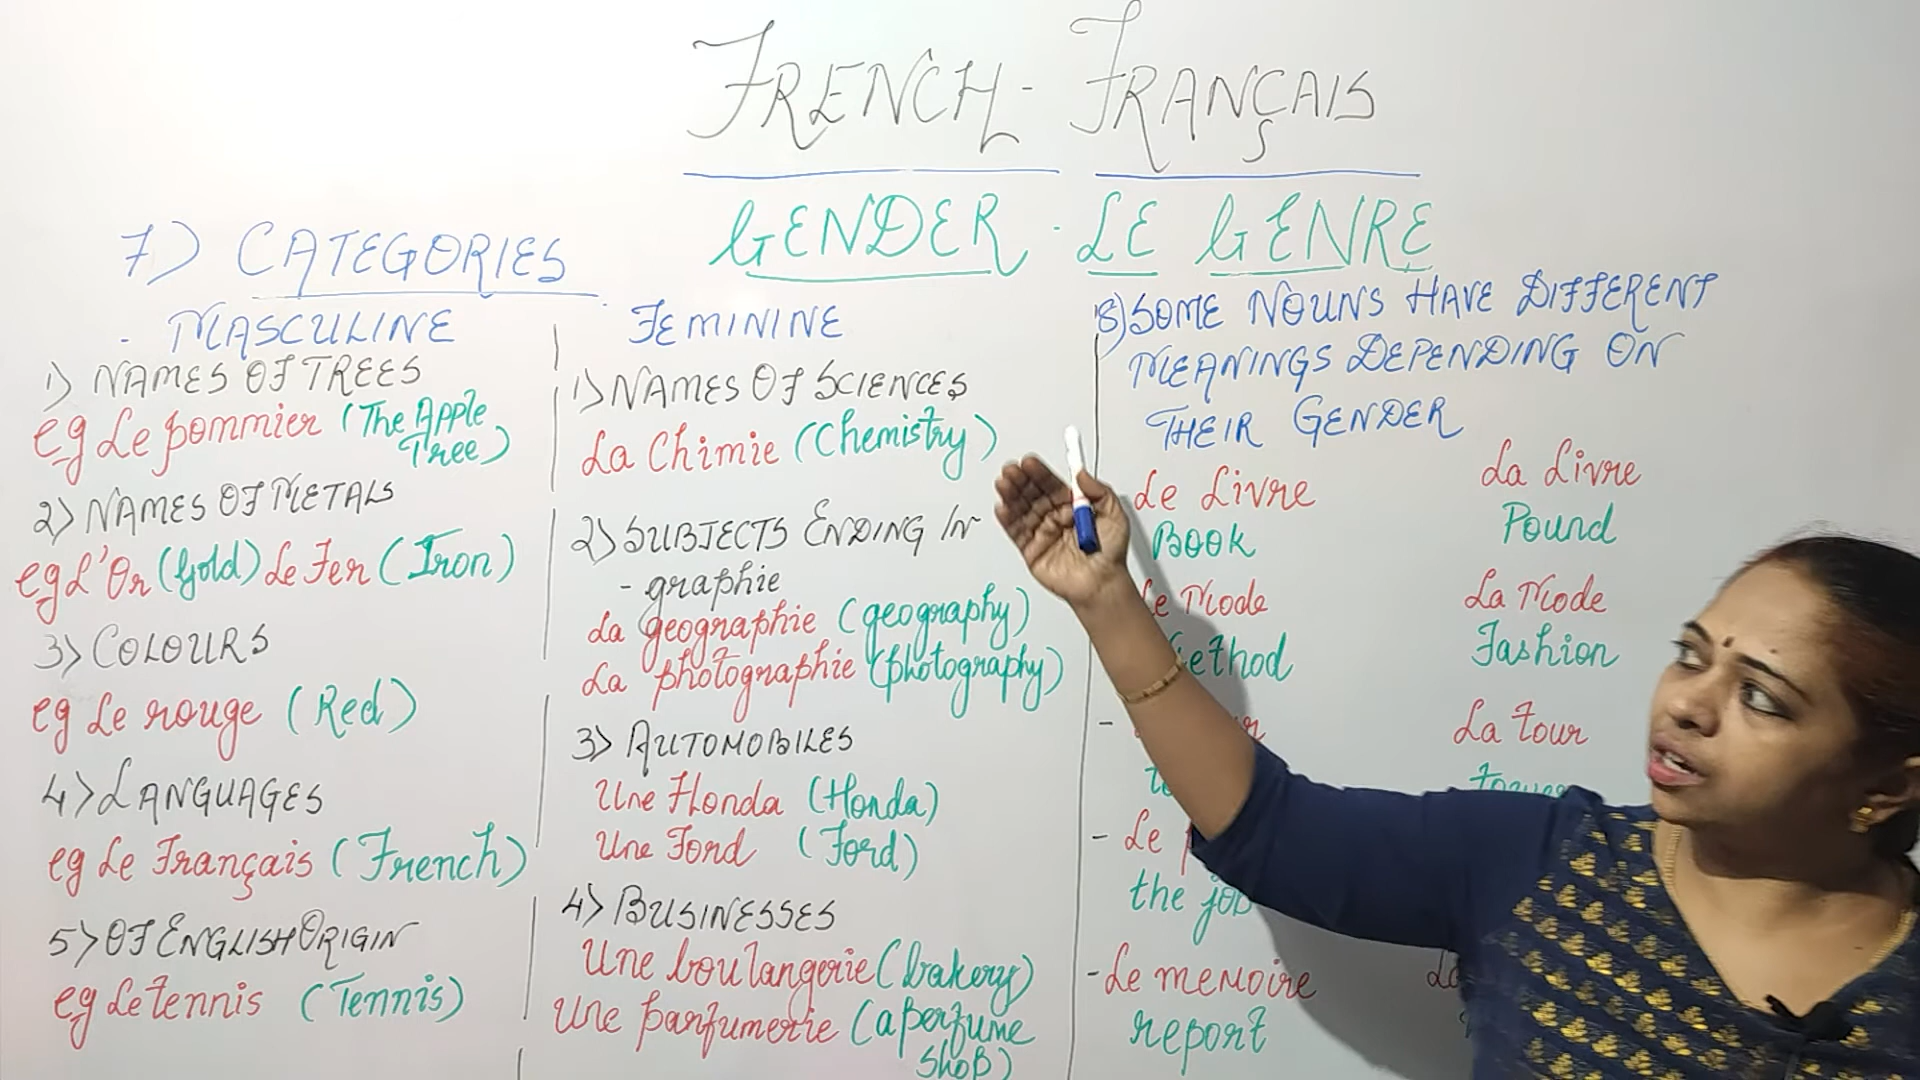 FRENCH - FRANÇAIS
GENDER - LE GENRE
7) CATEGORIES
- MASCULINE
1) NAMES OF TREES
eg Le pommier (The Apple
Tree)
2) NAMES OF METALS
eg L'Or (Gold) Le Fer (Iron)
3) COLOURS
eg Le rouge (Red)
4) LANGUAGES
eg Le Français (French)
5) OF ENGLISH ORIGIN
eg Le tennis (Tennis)
FEMININE
1) NAMES OF SCIENCES
La Chimie (Chemistry)
2) SUBJECTS ENDING IN
- graphie
La geographie (geography)
La photographie (photography)
3) AUTOMOBILES
Une Honda (Honda)
Une Ford (Ford)
4) BUSINESSES
Une boulangerie (bakery)
Une parfumerie (a perfume
shop)
8) SOME NOUNS HAVE DIFFERENT
MEANINGS DEPENDING ON
THEIR GENDER
Le Livre La Livre
Book Pound
Le Mode La Mode
ethod Fashion
- La tour
- Le
the job
- Le memoire
report